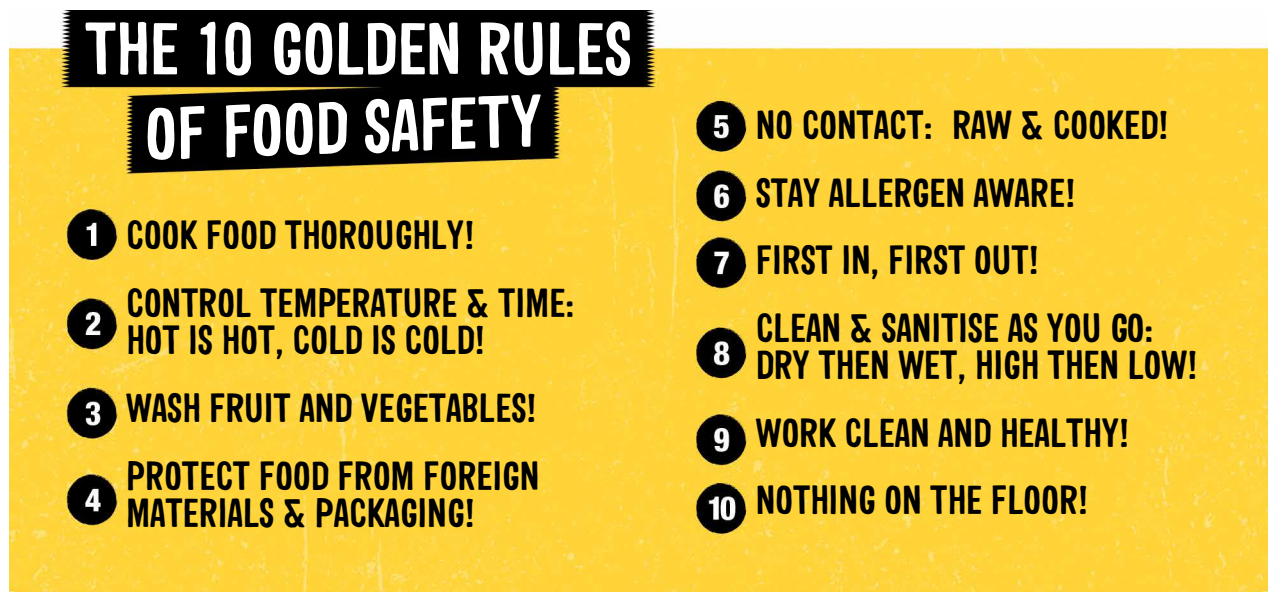 THE 10 GOLDEN RULES
OF FOOD SAFETY
1 COOK FOOD THOROUGHLY!
2 CONTROL TEMPERATURE & TIME:
HOT IS HOT, COLD IS COLD!
3 WASH FRUIT AND VEGETABLES!
4 PROTECT FOOD FROM FOREIGN
MATERIALS & PACKAGING!
5 NO CONTACT: RAW & COOKED!
6 STAY ALLERGEN AWARE!
7 FIRST IN, FIRST OUT!
8 CLEAN & SANITISE AS YOU GO:
DRY THEN WET, HIGH THEN LOW!
9 WORK CLEAN AND HEALTHY!
10 NOTHING ON THE FLOOR!